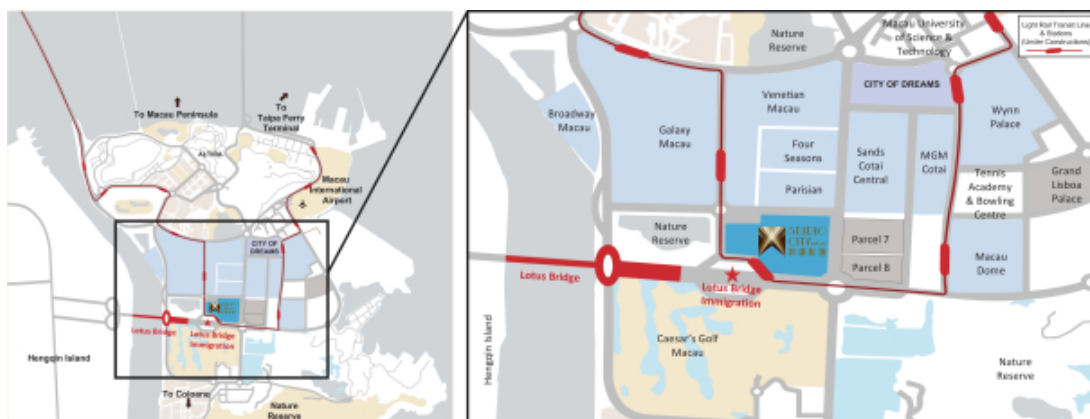 To Macau Peninsula
To
Taipa Ferry
Terminal
ALTIRA
Macau
International
Airport
CITY OF
DREAMS
Lotus Bridge
Lotus Bridge
Immigration
Hengqin Island
To Coloane
Nature
Reserve
Nature
Reserve
Macau University
of Science &
Technology
Light Rail Transit Line
& Stations
(Under Constructions)
CITY OF DREAMS
Broadway
Macau
Venetian
Macau
Wynn
Palace
Galaxy
Macau
Four
Seasons
Sands
Cotai
Central
MGM
Cotai
Parisian
Tennis
Academy
& Bowling
Centre
Grand
Lisboa
Palace
Nature
Reserve
STUDIO
CITY
Parcel 7
Parcel 8
Macau
Dome
Lotus Bridge
Lotus Bridge
Immigration
Hengqin Island
Caesar's Golf
Macau
Nature
Reserve